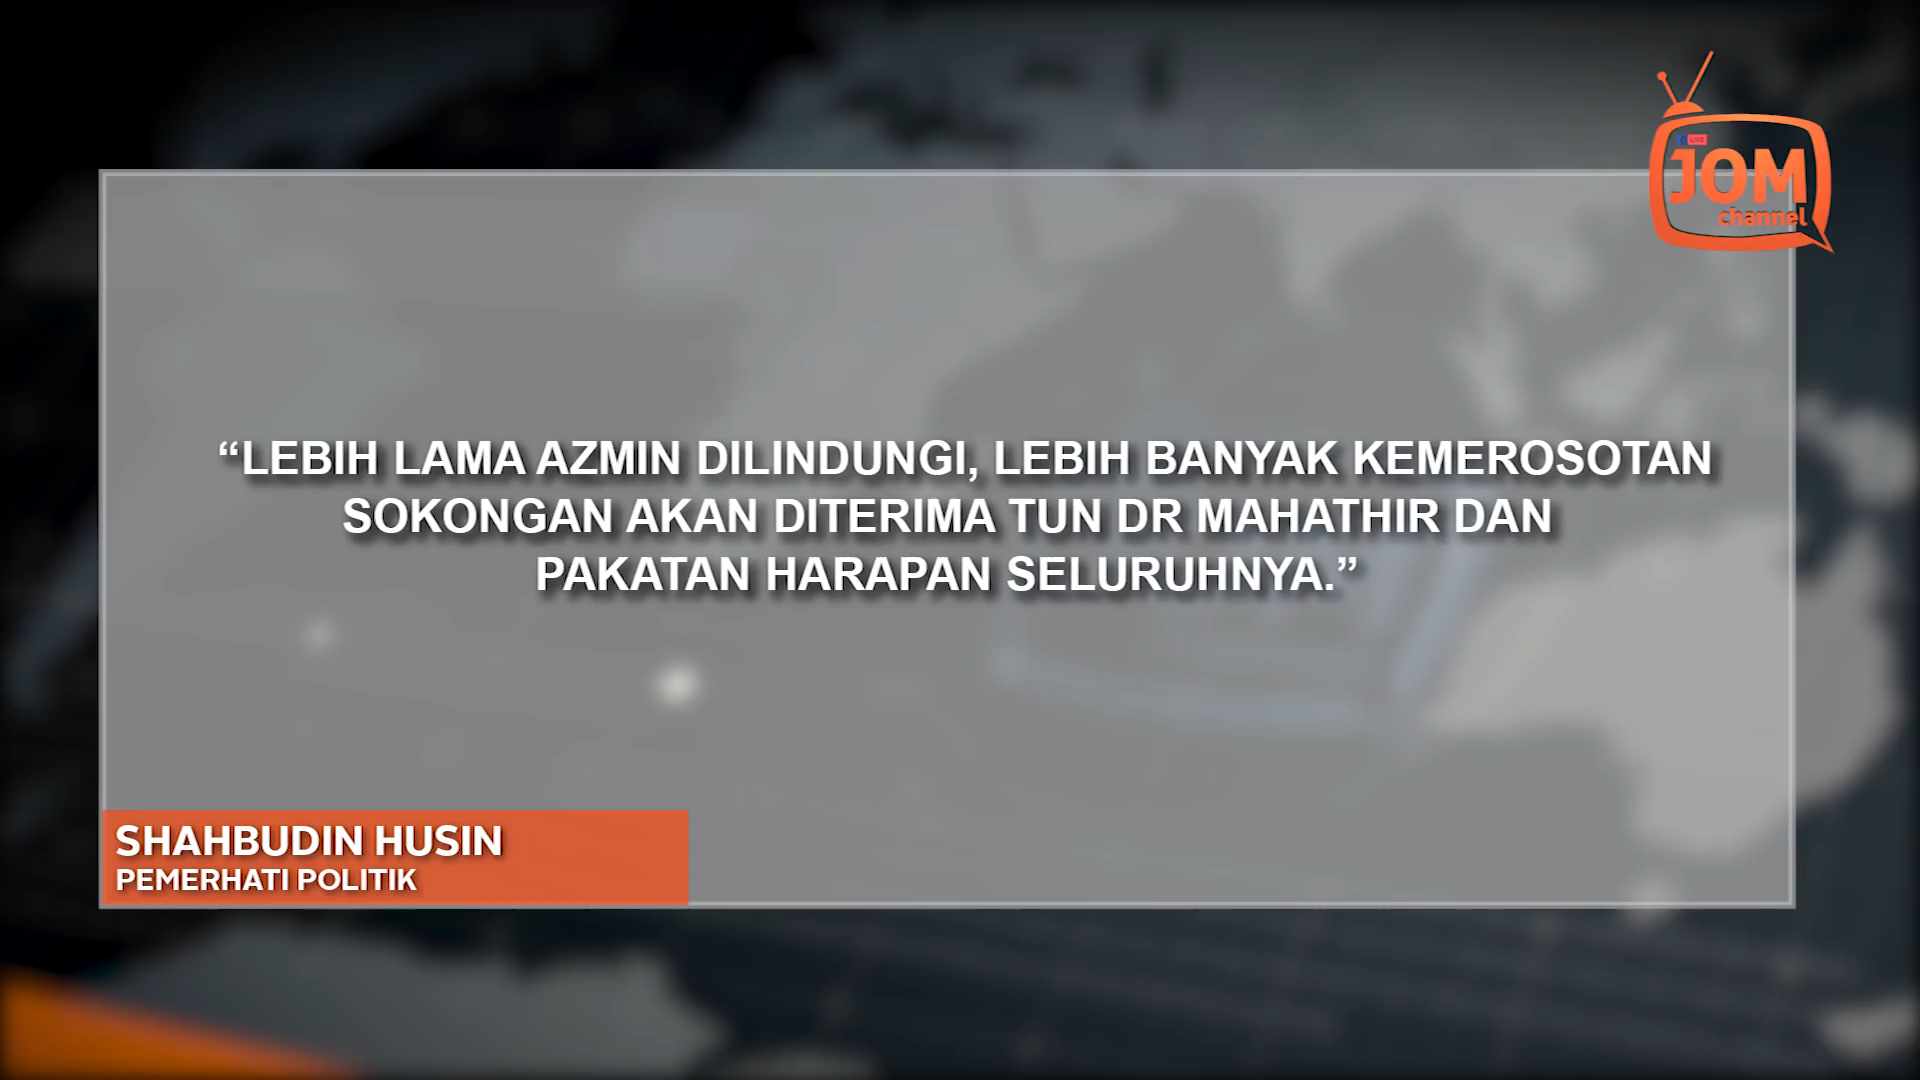 LIVE
JOM
channel
“LEBIH LAMA AZMIN DILINDUNGI, LEBIH BANYAK KEMEROSOTAN
SOKONGAN AKAN DITERIMA TUN DR MAHATHIR DAN
PAKATAN HARAPAN SELURUHNYA.”
SHAHBUDIN HUSIN
PEMERHATI POLITIK